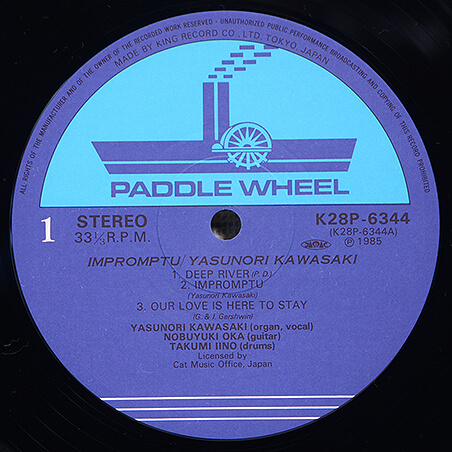 ALL RIGHTS OF THE MANUFACTURER AND OF THE OWNER OF THE RECORDED WORK RESERVED · UNAUTHORIZED PUBLIC PERFORMANCE BROADCASTING AND COPYING OF THIS RECORD PROHIBITED
MADE BY KING RECORD CO., LTD. TOKYO, JAPAN
PADDLE WHEEL
1 STEREO
33⅓R.P.M.
K28P-6344
(K28P-6344A)
Ⓟ 1985
IMPROMPTU/YASUNORI KAWASAKI
1. DEEP RIVER (P.D.)
2. IMPROMPTU
(Yasunori Kawasaki)
3. OUR LOVE IS HERE TO STAY
(G. & I. Gershwin)
YASUNORI KAWASAKI (organ, vocal)
NOBUYUKI OKA (guitar)
TAKUMI IINO (drums)
Licensed by:
Cat Music Office, Japan